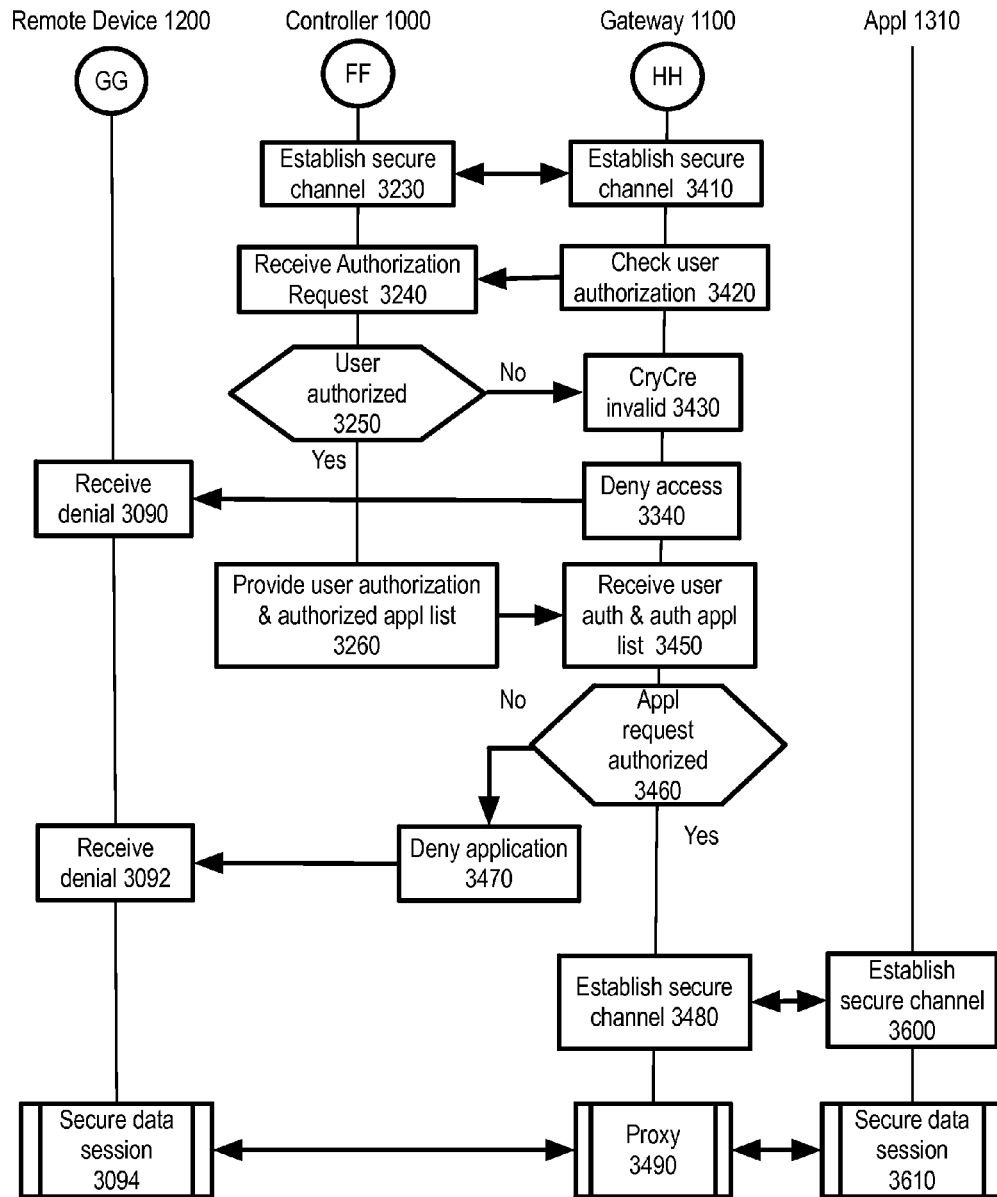 Remote Device 1200
Controller 1000
Gateway 1100
Appl 1310
GG
FF
HH
Establish secure
channel 3230
Establish secure
channel 3410
Receive Authorization
Request 3240
Check user
authorization 3420
User
authorized
3250
No
CryCre
invalid 3430
Yes
Receive
denial 3090
Deny access
3340
Provide user authorization
& authorized appl list
3260
Receive user
auth & auth appl
list 3450
No
Appl
request
authorized
3460
Yes
Receive
denial 3092
Deny application
3470
Establish secure
channel 3480
Establish
secure channel
3600
Secure data
session
3094
Proxy
3490
Secure data
session
3610